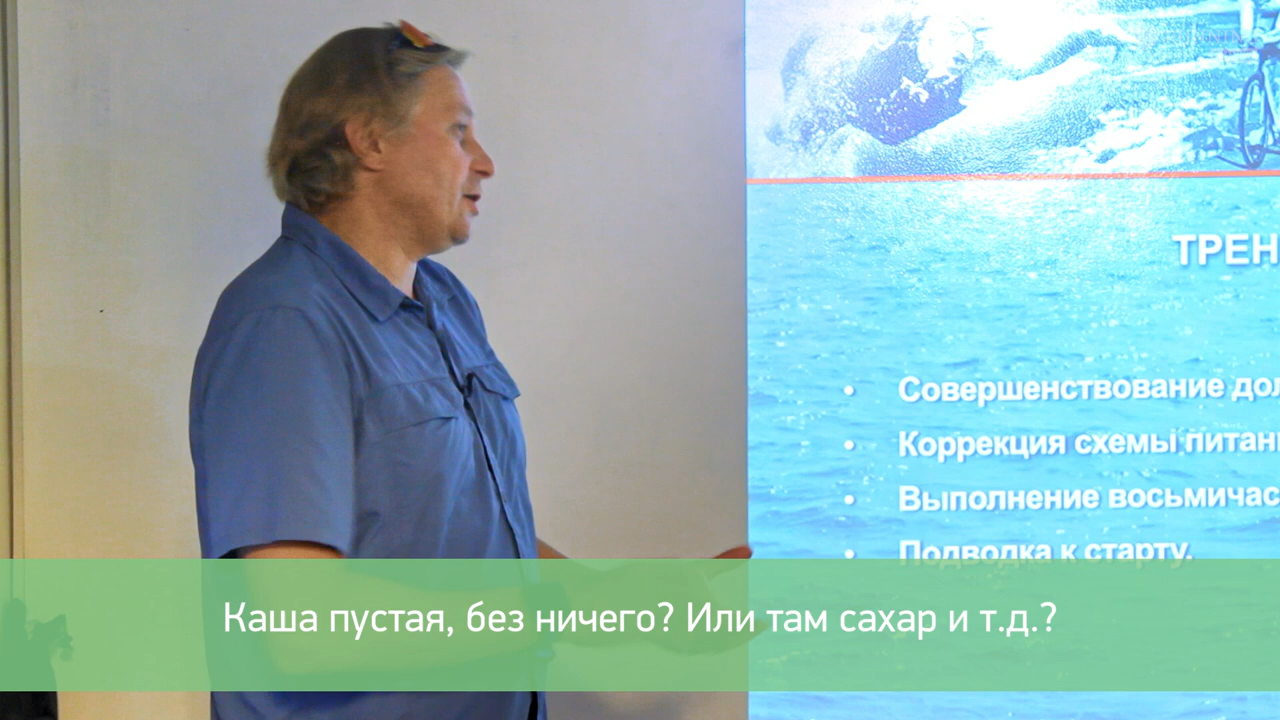 ТРЕН
• Совершенствование дол
• Коррекция схемы питан
• Выполнение восьмичас
• Подводка к старту.
Каша пустая, без ничего? Или там сахар и т.д.?